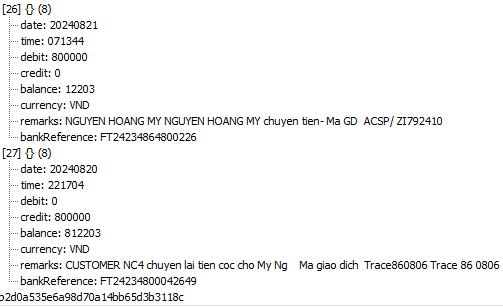 [26] {} (8)
date: 20240821
time: 071344
debit: 800000
credit: 0
balance: 12203
currency: VND
remarks: NGUYEN HOANG MY NGUYEN HOANG MY chuyen tien- Ma GD  ACSP/ ZI792410
bankReference: FT24234864800226
[27] {} (8)
date: 20240820
time: 221704
debit: 0
credit: 800000
balance: 812203
currency: VND
remarks: CUSTOMER NC4 chuyen lai tien coc cho My Ng    Ma giao dich  Trace860806 Trace 86 0806
bankReference: FT24234800042649
b2d0a535e6a98d70a14bb65d3b3118c